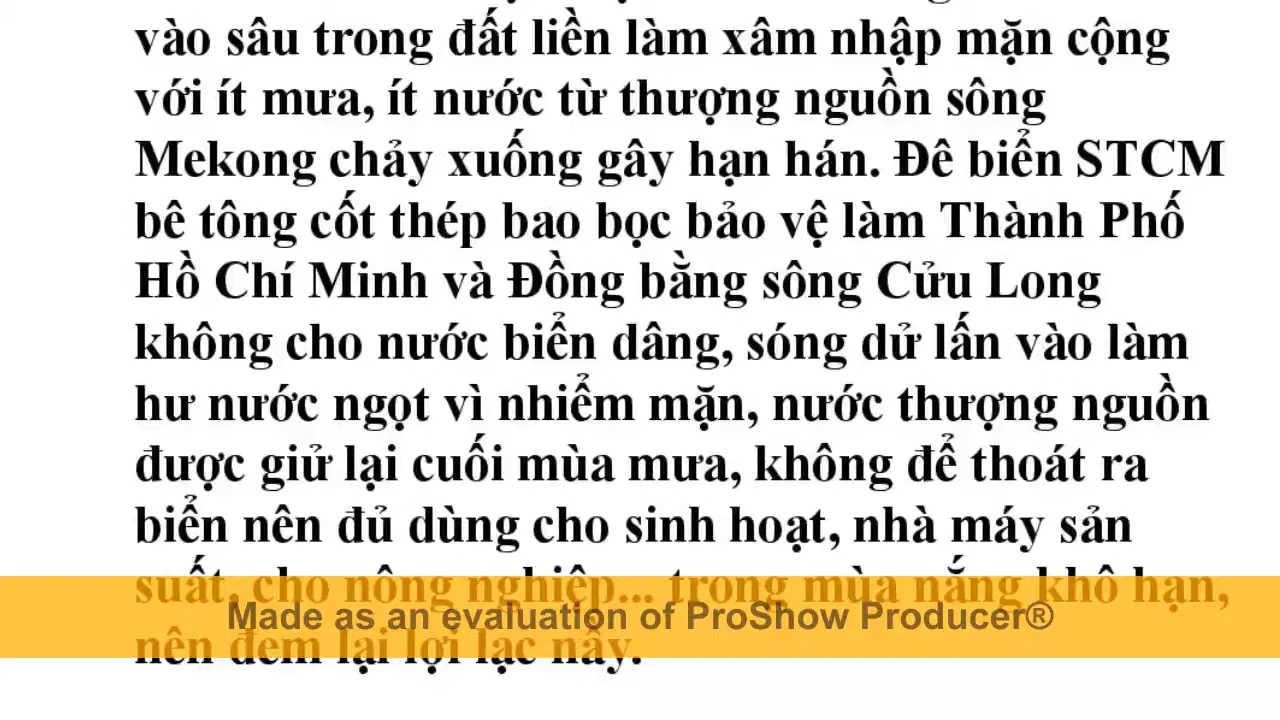 vào sâu trong đất liền làm xâm nhập mặn cộng
với ít mưa, ít nước từ thượng nguồn sông
Mekong chảy xuống gây hạn hán. Đê biển STCM
bê tông cốt thép bao bọc bảo vệ làm Thành Phố
Hồ Chí Minh và Đồng bằng sông Cửu Long
không cho nước biển dâng, sóng dử lấn vào làm
hư nước ngọt vì nhiểm mặn, nước thượng nguồn
được giử lại cuối mùa mưa, không để thoát ra
biển nên đủ dùng cho sinh hoạt, nhà máy sản
suất, cho nông nghiệp... trong mùa nắng khô hạn,
Made as an evaluation of ProShow Producer®
nên đem lại lợi lạc nầy.